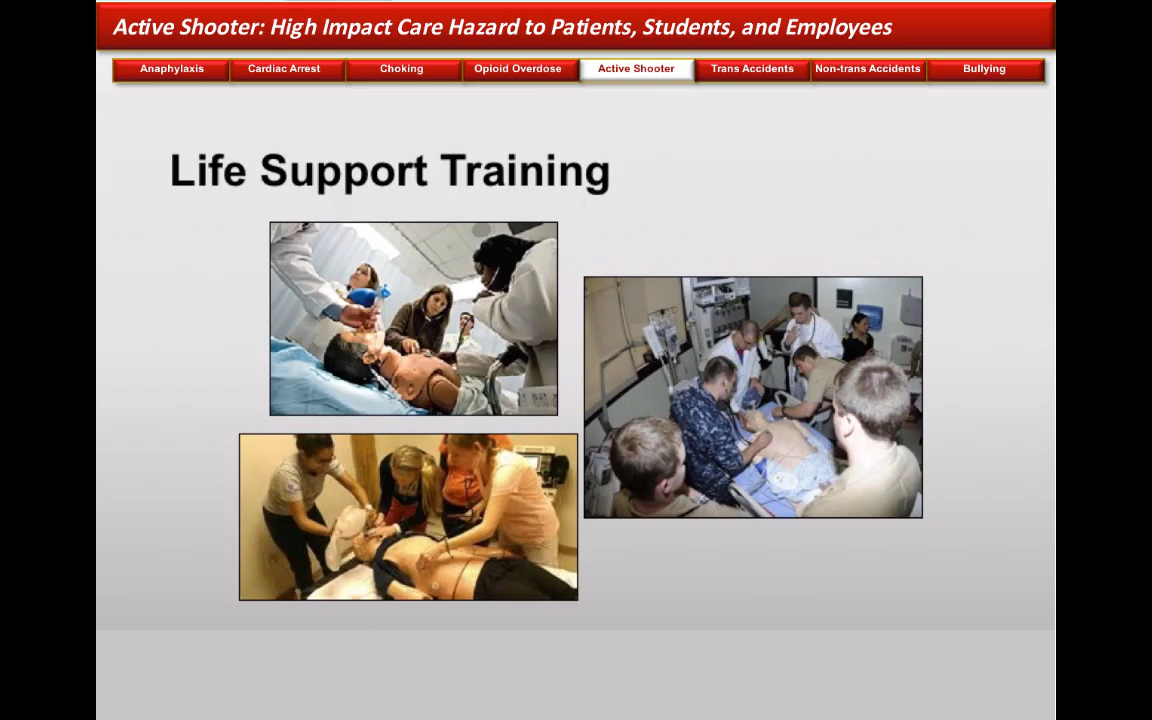 Active Shooter: High Impact Care Hazard to Patients, Students, and Employees
Anaphylaxis
Cardiac Arrest
Choking
Opioid Overdose
Active Shooter
Trans Accidents
Non-trans Accidents
Bullying
Life Support Training